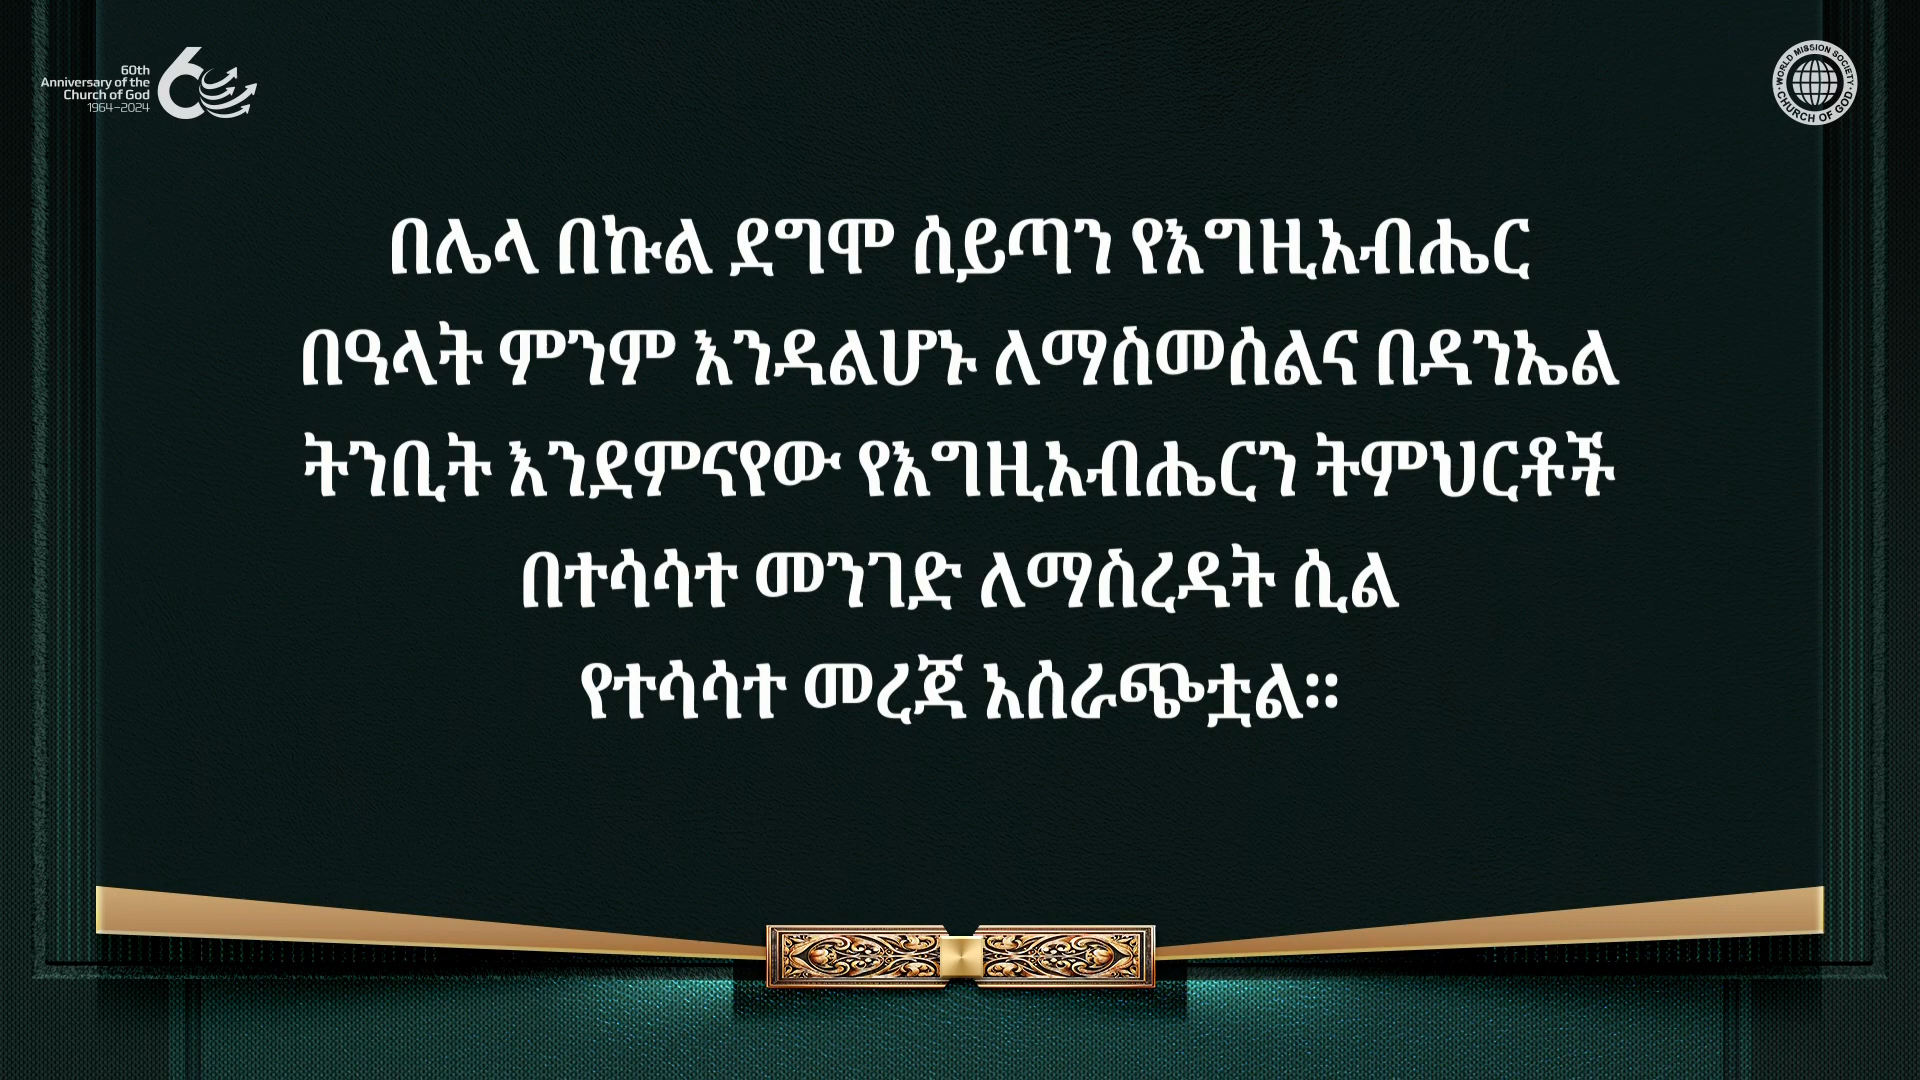 60th
Anniversary of the
Church of God
1964–2024
WORLD MISSION SOCIETY
CHURCH OF GOD
በሌላ በኩል ደግሞ ሰይጣን የእግዚአብሔር
በዓላት ምንም እንዳልሆኑ ለማስመሰልና በዳንኤል
ትንቢት እንደምናየው የእግዚአብሔርን ትምህርቶች
በተሳሳተ መንገድ ለማስረዳት ሲል
የተሳሳተ መረጃ አሰራጭቷል።